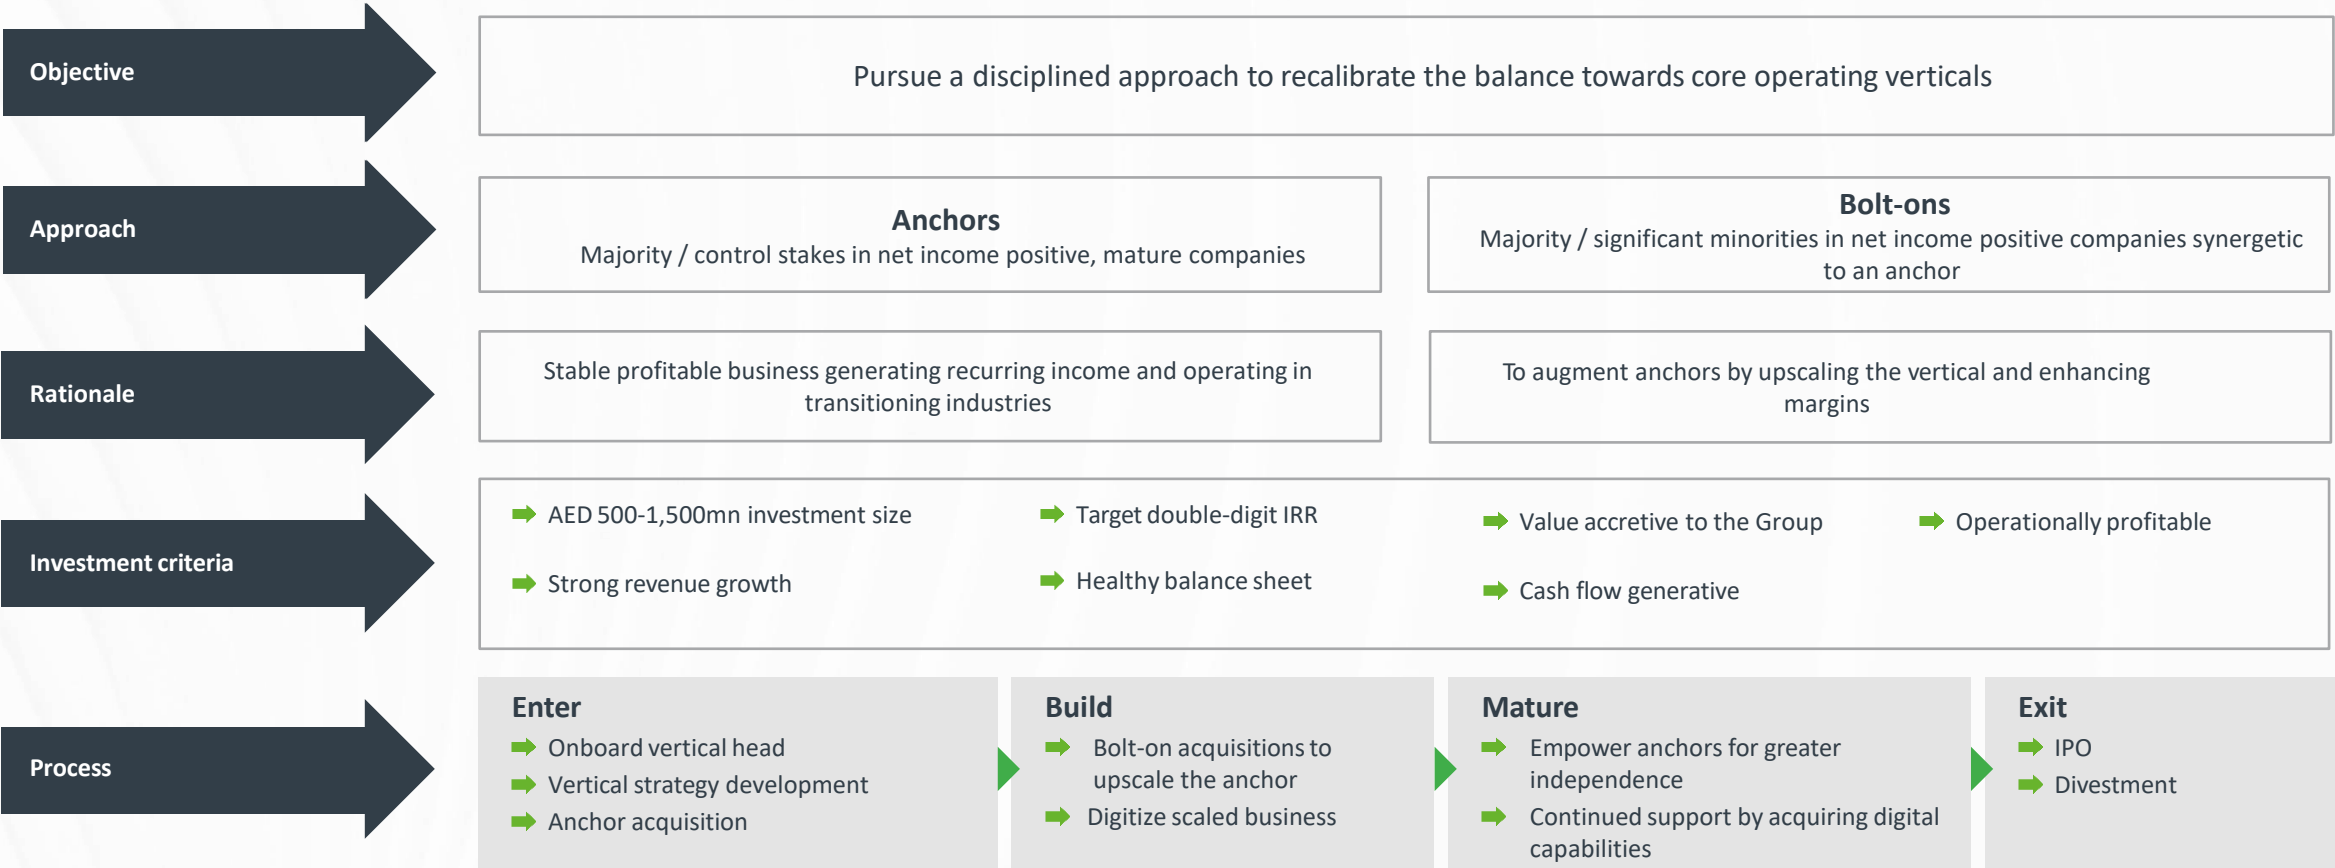 Objective
Pursue a disciplined approach to recalibrate the balance towards core operating verticals
Approach
Anchors
Majority / control stakes in net income positive, mature companies
Bolt-ons
Majority / significant minorities in net income positive companies synergetic
to an anchor
Rationale
Stable profitable business generating recurring income and operating in
transitioning industries
To augment anchors by upscaling the vertical and enhancing
margins
Investment criteria
AED 500-1,500mn investment size
Strong revenue growth
Target double-digit IRR
Healthy balance sheet
Value accretive to the Group
Cash flow generative
Operationally profitable
Process
Enter
Onboard vertical head
Vertical strategy development
Anchor acquisition
Build
Bolt-on acquisitions to
upscale the anchor
Digitize scaled business
Mature
Empower anchors for greater
independence
Continued support by acquiring digital
capabilities
Exit
IPO
Divestment